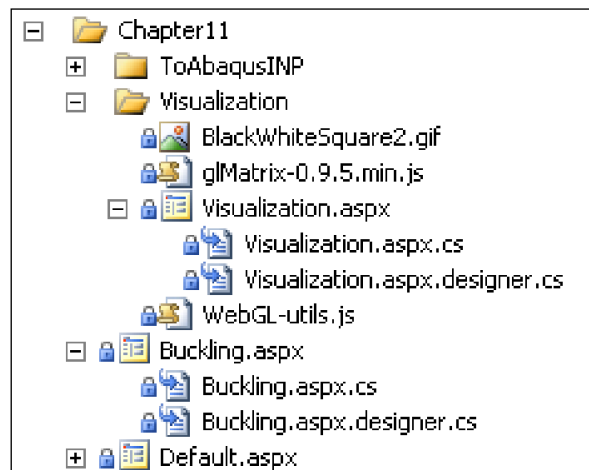 Chapter11
ToAbaqusINP
Visualization
BlackWhiteSquare2.gif
glMatrix-0.9.5.min.js
Visualization.aspx
Visualization.aspx.cs
Visualization.aspx.designer.cs
WebGL-utils.js
Buckling.aspx
Buckling.aspx.cs
Buckling.aspx.designer.cs
Default.aspx